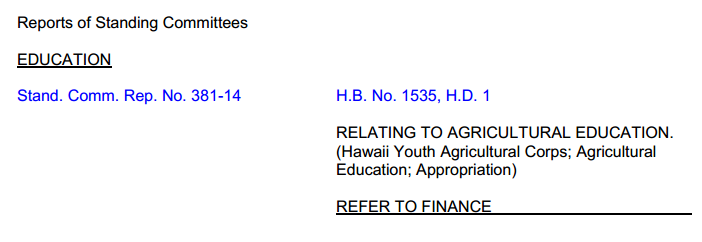 Reports of Standing Committees
EDUCATION
Stand. Comm. Rep. No. 381-14
H.B. No. 1535, H.D. 1
RELATING TO AGRICULTURAL EDUCATION.
(Hawaii Youth Agricultural Corps; Agricultural
Education; Appropriation)
REFER TO FINANCE